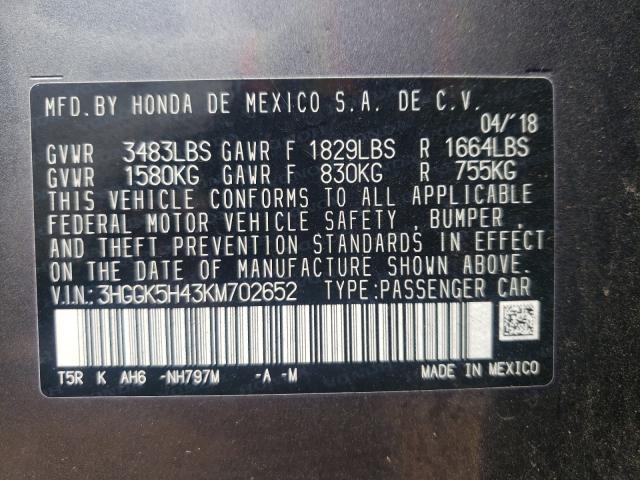 MFD.BY HONDA DE MEXICO S.A. DE C.V.
04/'18
GVWR 3483LBS GAWR F 1829LBS R 1664LBS
GVWR 1580KG GAWR F 830KG R 755KG
THIS VEHICLE CONFORMS TO ALL APPLICABLE
FEDERAL MOTOR VEHICLE SAFETY , BUMPER ,
AND THEFT PREVENTION STANDARDS IN EFFECT
ON THE DATE OF MANUFACTURE SHOWN ABOVE.
V.I.N.: 3HGGK5H43KM702652 TYPE:PASSENGER CAR
T5R K AH6 -NH797M -A -M MADE IN MEXICO